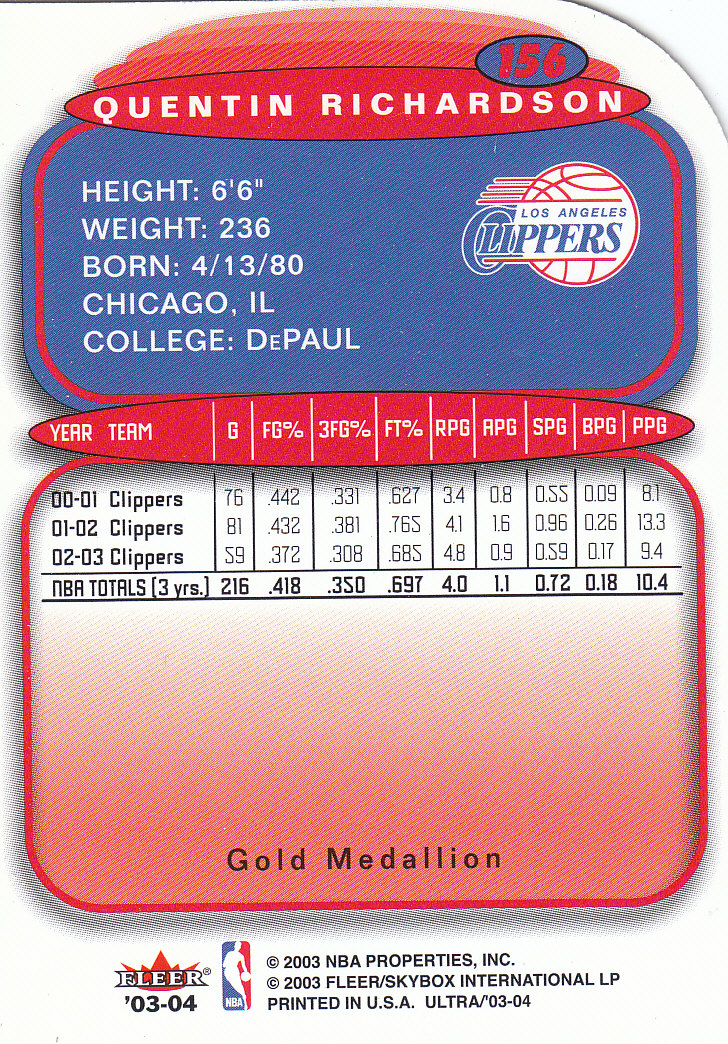 156
QUENTIN RICHARDSON
HEIGHT: 6'6"
WEIGHT: 236
BORN: 4/13/80
CHICAGO, IL
COLLEGE: DePAUL
LOS ANGELES
CLIPPERS
YEAR TEAM G FG% 3FG% FT% RPG APG SPG BPG PPG
00-01 Clippers 76 .442 .331 .627 3.4 0.8 0.55 0.09 8.1
01-02 Clippers 81 .432 .381 .765 4.1 1.6 0.96 0.26 13.3
02-03 Clippers 59 .372 .308 .685 4.8 0.9 0.59 0.17 9.4
NBA TOTALS (3 yrs.) 216 .418 .350 .697 4.0 1.1 0.72 0.18 10.4
Gold Medallion
FLEER®
'03-04
NBA
© 2003 NBA PROPERTIES, INC.
© 2003 FLEER/SKYBOX INTERNATIONAL LP
PRINTED IN U.S.A. ULTRA/'03-04